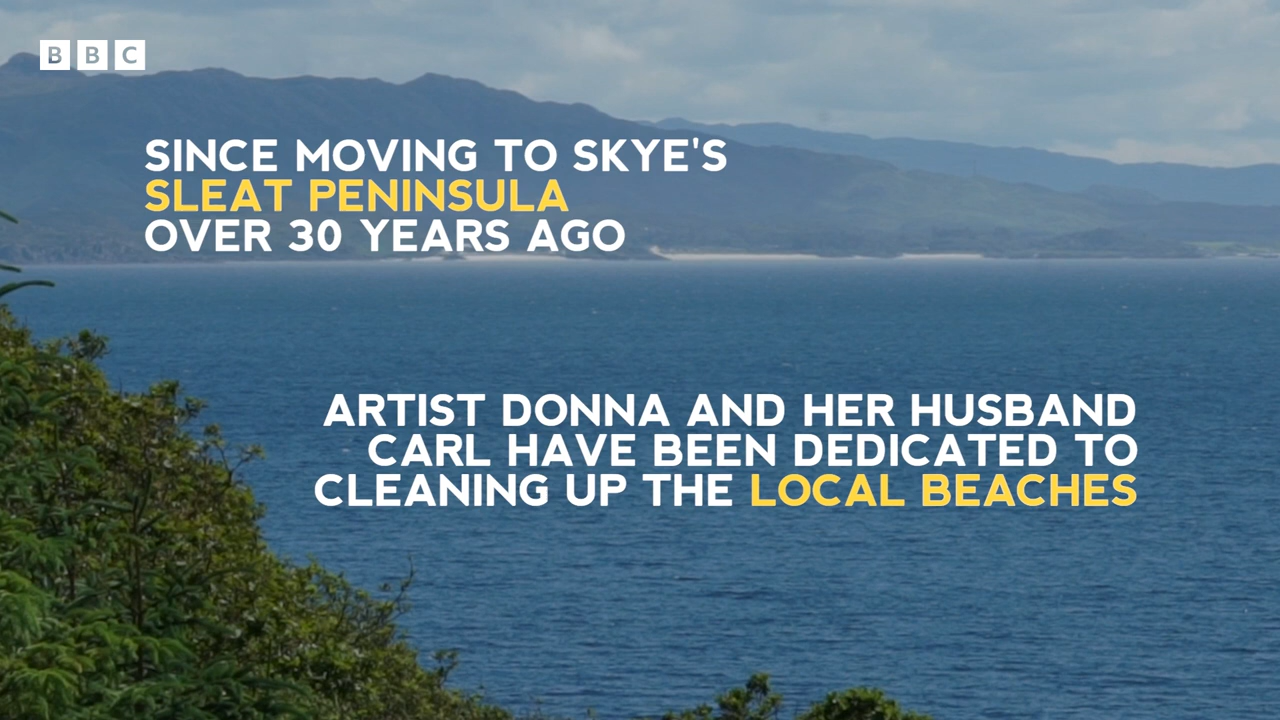 BBC
SINCE MOVING TO SKYE'S
SLEAT PENINSULA
OVER 30 YEARS AGO
ARTIST DONNA AND HER HUSBAND
CARL HAVE BEEN DEDICATED TO
CLEANING UP THE LOCAL BEACHES